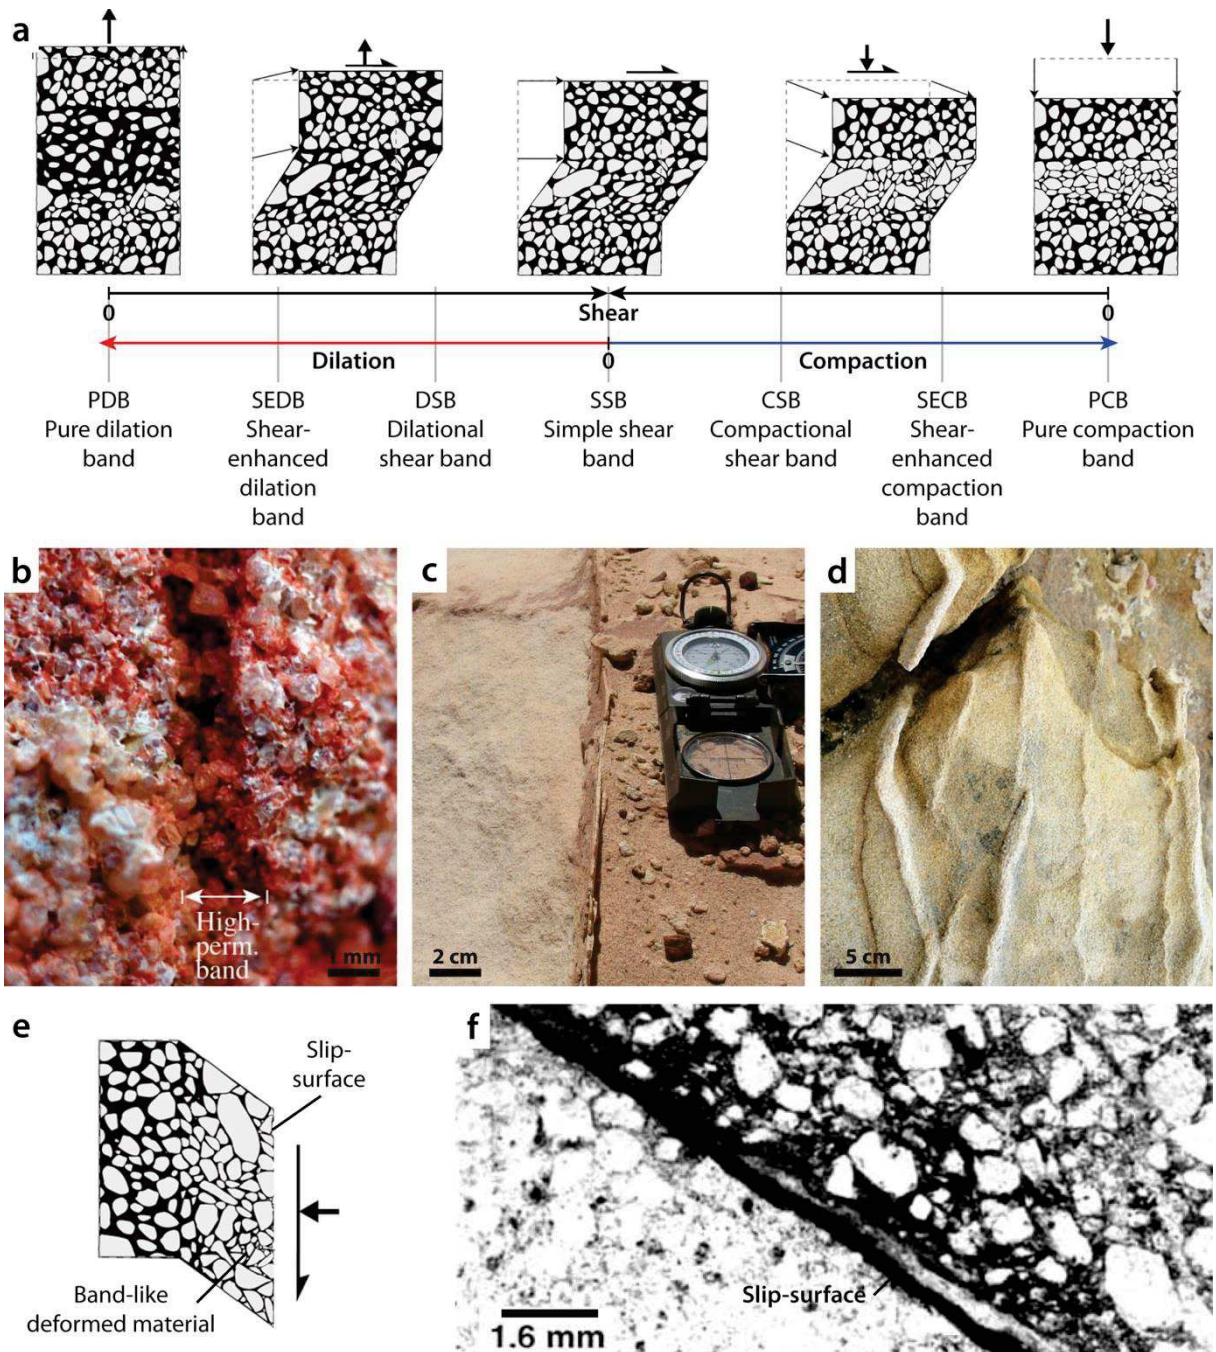 a
0
Shear
0
Dilation
0
Compaction
PDB
Pure dilation
band
SEDB
Shear-
enhanced
dilation
band
DSB
Dilational
shear band
SSB
Simple shear
band
CSB
Compactional
shear band
SECB
Shear-
enhanced
compaction
band
PCB
Pure compaction
band
b
High-
perm.
band
1 mm
c
2 cm
d
5 cm
e
Slip-
surface
Band-like
deformed material
f
Slip-surface
1.6 mm